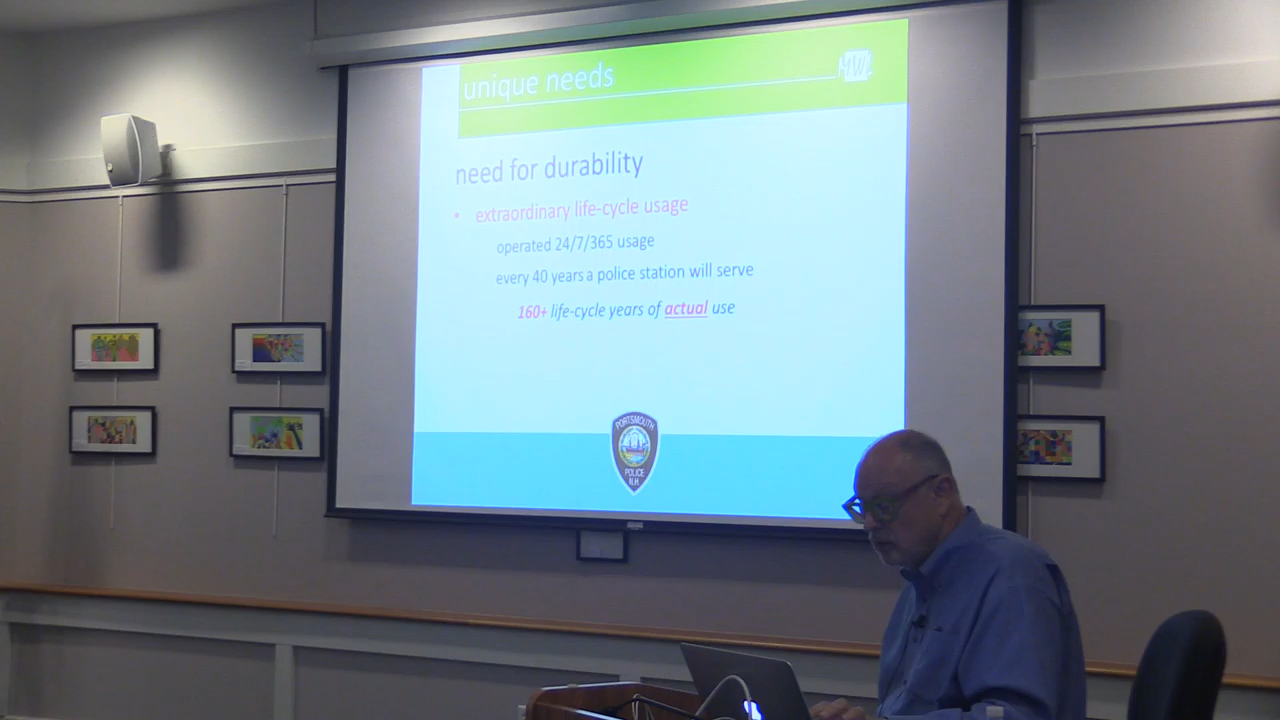 unique needs
MW
need for durability
• extraordinary life-cycle usage
operated 24/7/365 usage
every 40 years a police station will serve
160+ life-cycle years of actual use
PORTSMOUTH
POLICE
N.H.